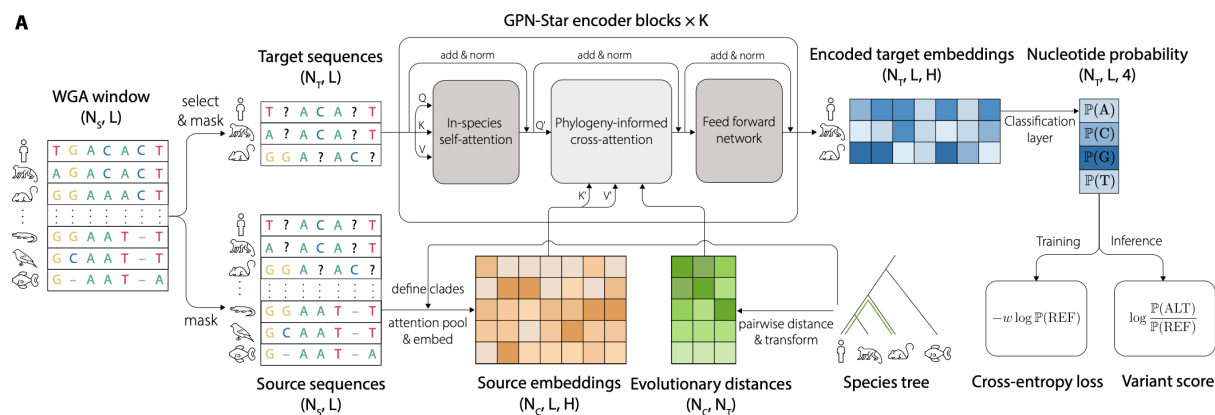 A
GPN-Star encoder blocks × K
WGA window
(N_S, L)
T G A C A C T
A G A C A C T
G G A A A C T
G G A A T – T
G C A A T – T
G – A A T – A
select
& mask
mask
Target sequences
(N_T, L)
T ? A C A ? T
A ? A C A ? T
G G A ? A C ?
Source sequences
(N_S, L)
T ? A C A ? T
A ? A C A ? T
G G A ? A C ?
G G A A T – T
G C A A T – T
G – A A T – A
add & norm
add & norm
add & norm
Q
K
V
In-species
self-attention
Q'
Phylogeny-informed
cross-attention
Feed forward
network
K'
V'
define clades
attention pool
& embed
Source embeddings
(N_C, L, H)
Evolutionary distances
(N_C, N_T)
pairwise distance
& transform
Species tree
Encoded target embeddings
(N_T, L, H)
Classification
layer
Nucleotide probability
(N_T, L, 4)
ℙ(A)
ℙ(C)
ℙ(G)
ℙ(T)
Training
Inference
−w log ℙ(REF)
log ℙ(ALT)
ℙ(REF)
Cross-entropy loss
Variant score